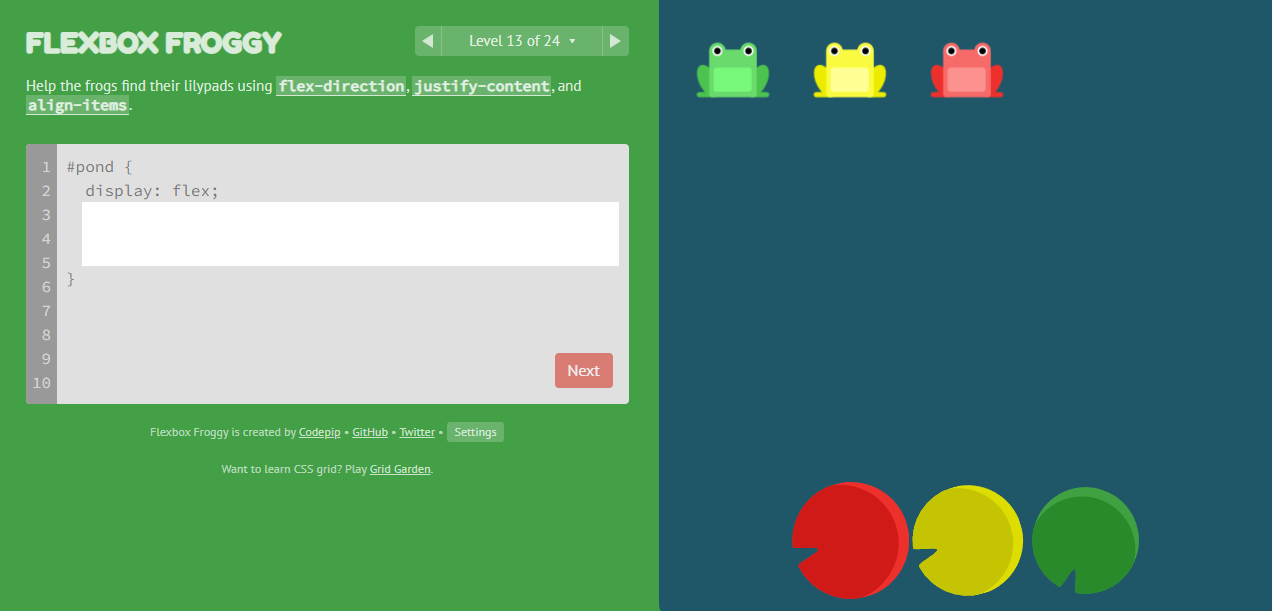 FLEXBOX FROGGY
◀ Level 13 of 24 ▾ ▶
Help the frogs find their lilypads using flex-direction, justify-content, and
align-items.
1 #pond {
2 display: flex;
3
4
5
6 }
7
8
9
10
Next
Flexbox Froggy is created by Codepip • GitHub • Twitter • Settings
Want to learn CSS grid? Play Grid Garden.